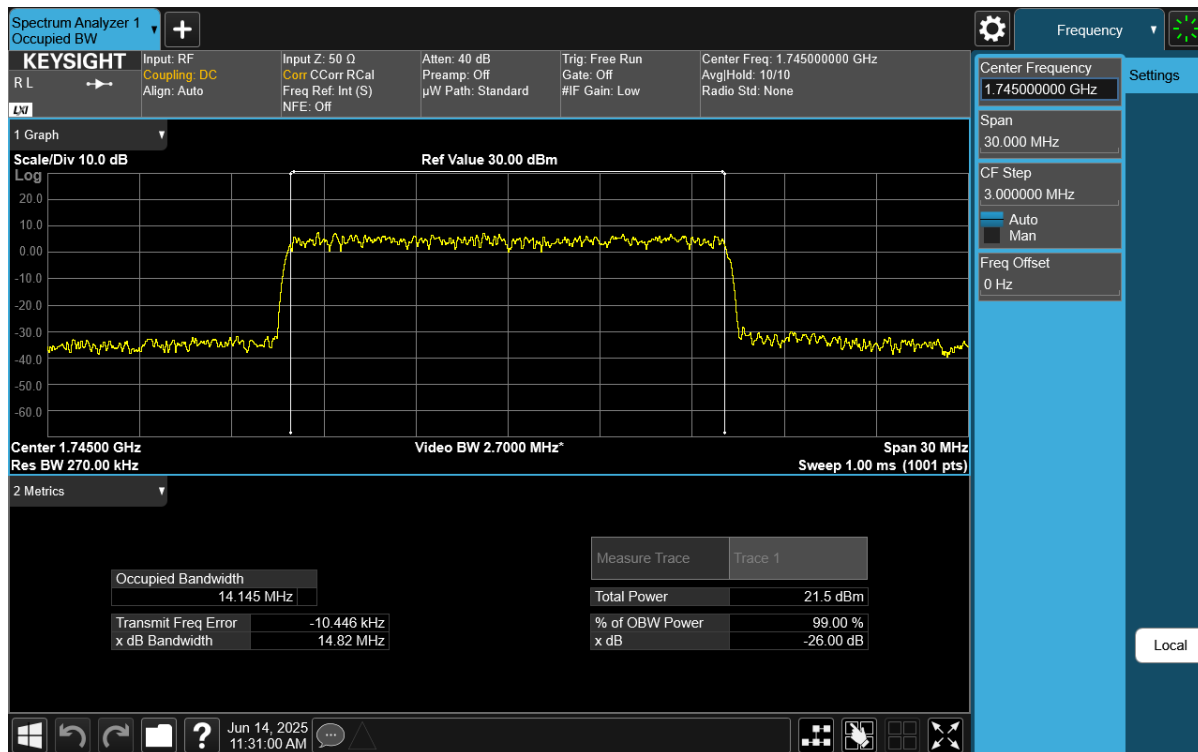 Spectrum Analyzer 1
Occupied BW
+
Frequency
KEYSIGHT
R L
LXI
Input: RF
Coupling: DC
Align: Auto
Input Z: 50 Ω
Corr CCorr RCal
Freq Ref: Int (S)
NFE: Off
Atten: 40 dB
Preamp: Off
µW Path: Standard
Trig: Free Run
Gate: Off
#IF Gain: Low
Center Freq: 1.745000000 GHz
Avg|Hold: 10/10
Radio Std: None
Center Frequency
1.745000000 GHz
Settings
Span
30.000 MHz
CF Step
3.000000 MHz
Auto
Man
Freq Offset
0 Hz
Local
1 Graph
Scale/Div 10.0 dB
Ref Value 30.00 dBm
Log
20.0
10.0
0.00
-10.0
-20.0
-30.0
-40.0
-50.0
-60.0
Center 1.74500 GHz
Video BW 2.7000 MHz*
Span 30 MHz
Res BW 270.00 kHz
Sweep 1.00 ms (1001 pts)
2 Metrics
Measure Trace
Trace 1
Occupied Bandwidth
14.145 MHz
Total Power
21.5 dBm
Transmit Freq Error
-10.446 kHz
% of OBW Power
99.00 %
x dB Bandwidth
14.82 MHz
x dB
-26.00 dB
?
Jun 14, 2025
11:31:00 AM